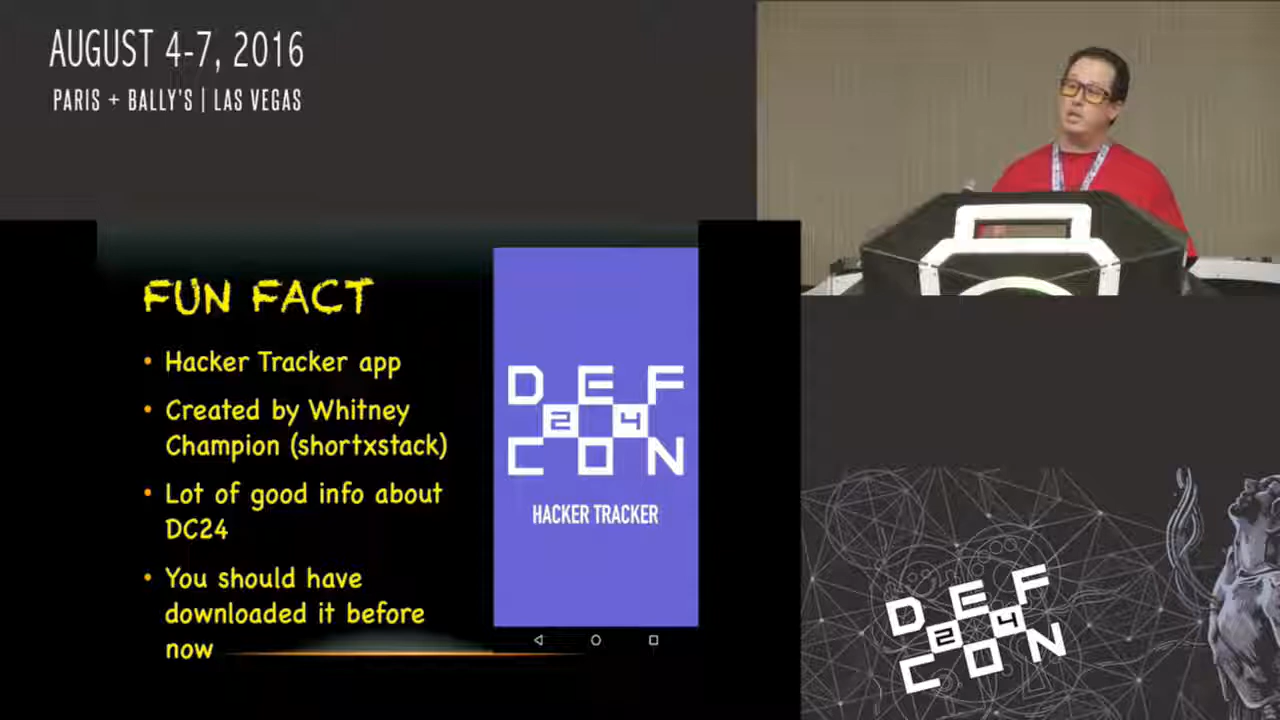 AUGUST 4-7, 2016
PARIS + BALLY'S | LAS VEGAS
FUN FACT
• Hacker Tracker app
• Created by Whitney
Champion (shortxstack)
• Lot of good info about
DC24
• You should have
downloaded it before
now
DEF
24
CON
HACKER TRACKER
DEF
24
CON